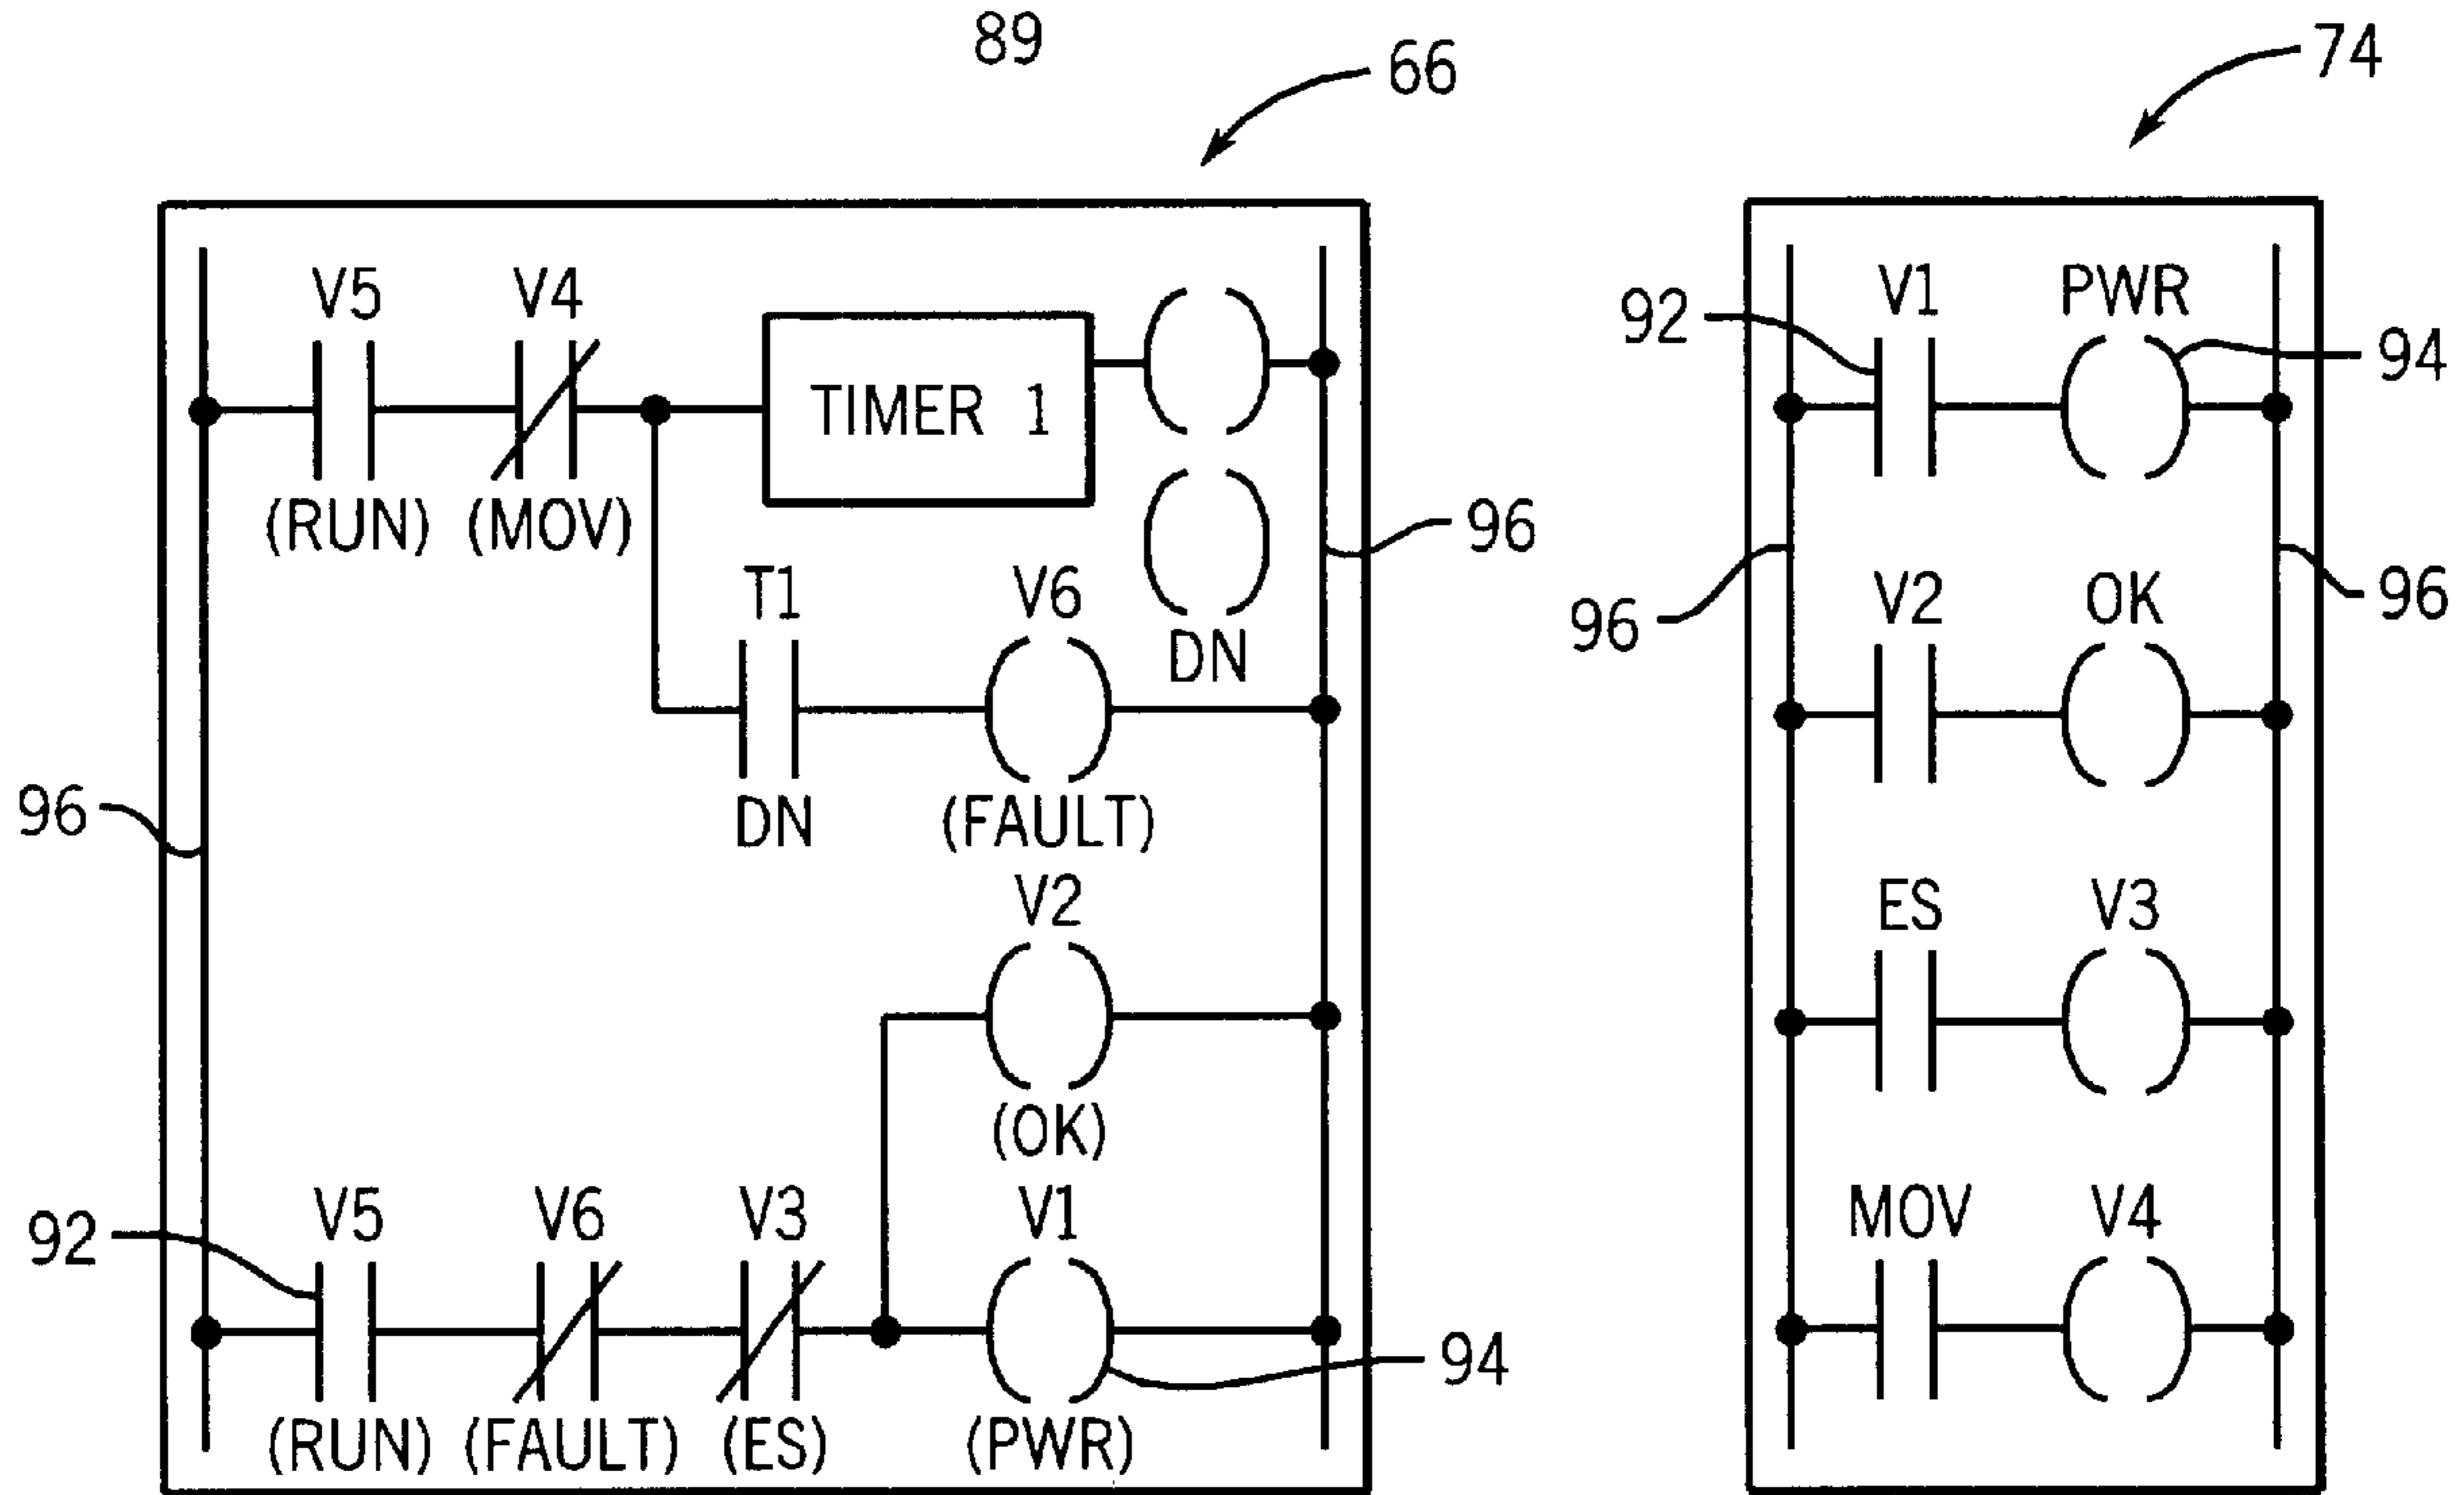 89
66
74
V5 V4
TIMER 1
(RUN) (MOV)
96
T1 V6
DN
DN (FAULT)
96
V2
(OK)
V5 V6 V3 V1
92
94
(RUN) (FAULT) (ES) (PWR)
V1 PWR
92
94
96
96
V2 OK
ES V3
MOV V4